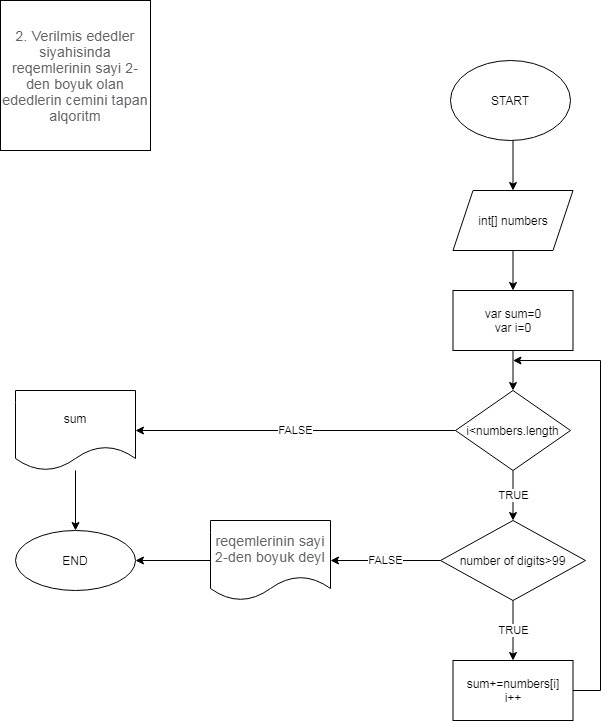 2. Verilmis ededler
siyahisinda
reqemlerinin sayi 2-
den boyuk olan
ededlerin cemini tapan
alqoritm
START
int[] numbers
var sum=0
var i=0
i<numbers.length
FALSE
sum
TRUE
number of digits>99
FALSE
reqemlerinin sayi
2-den boyuk deyl
END
TRUE
sum+=numbers[i]
i++